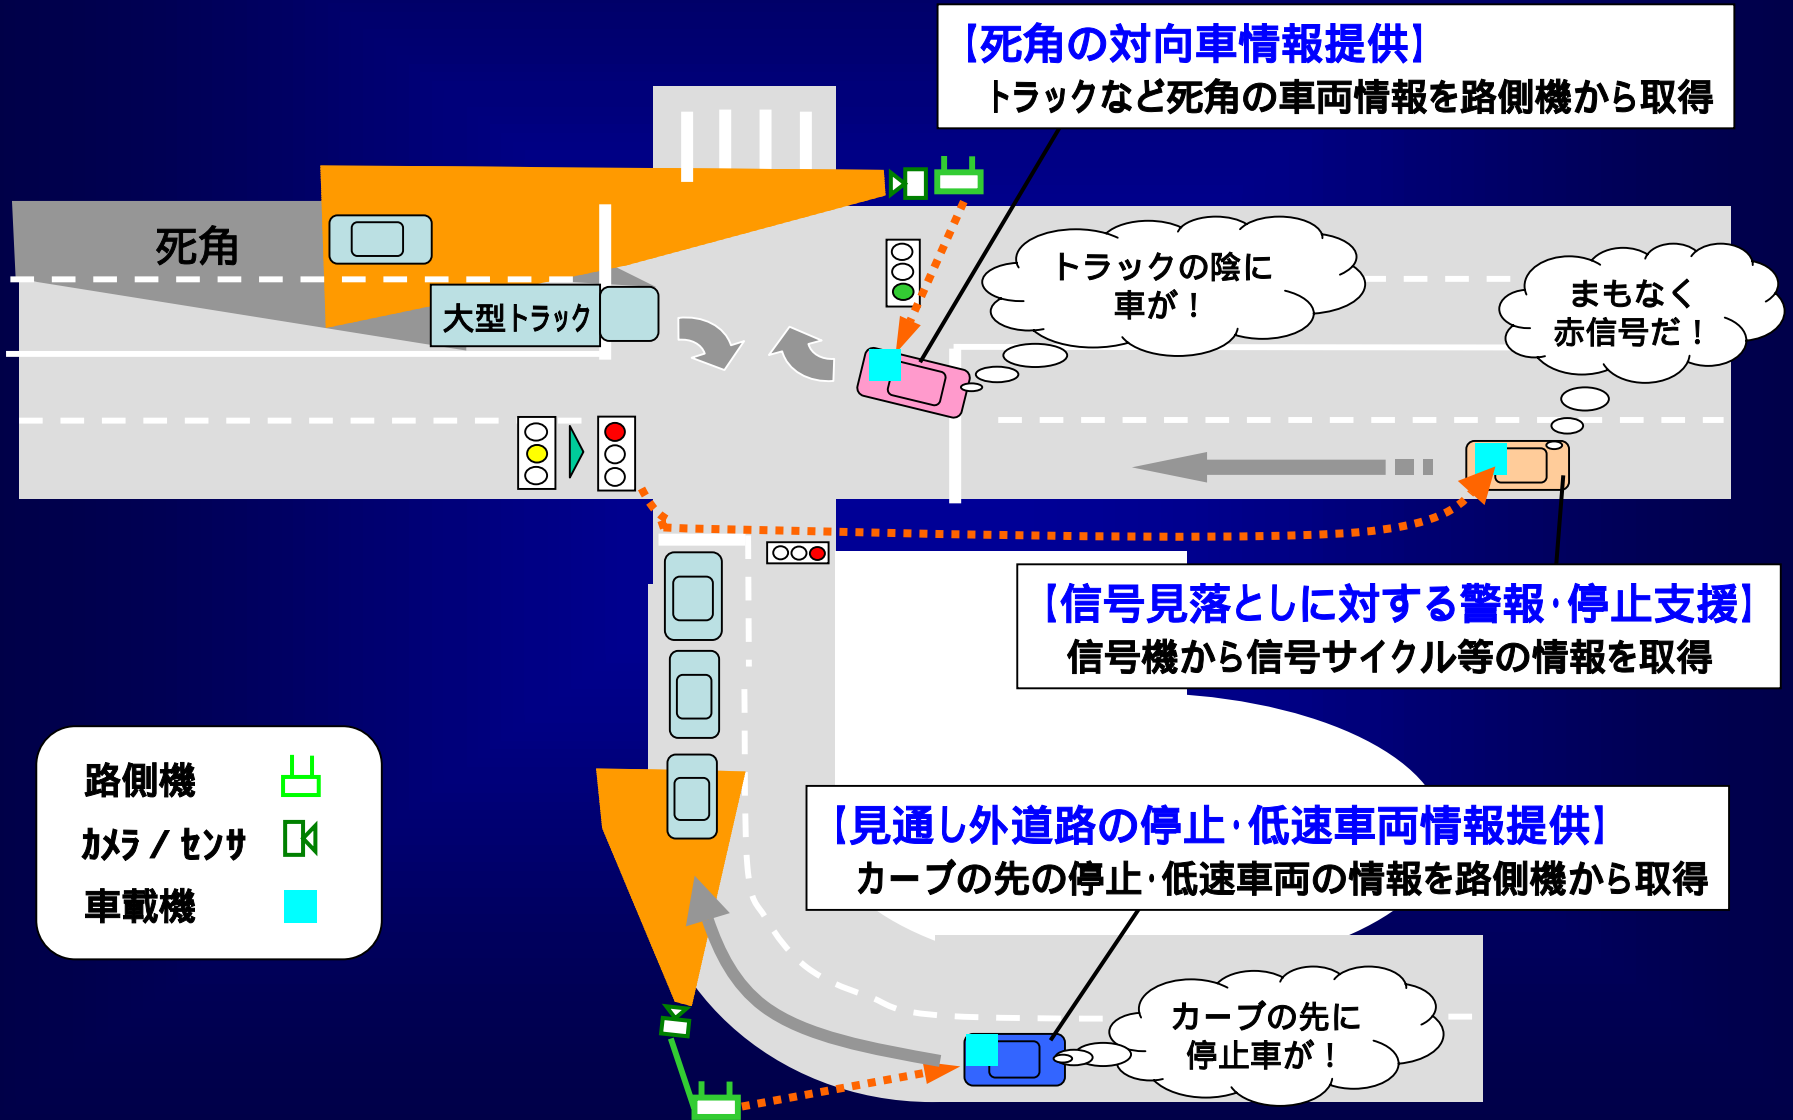 【死角の対向車情報提供】
トラックなど死角の車両情報を路側機から取得
死角
大型トラック
トラックの陰に
車が！
まもなく
赤信号だ！
【信号見落としに対する警報･停止支援】
信号機から信号サイクル等の情報を取得
路側機
ｶﾒﾗ / ｾﾝｻ
車載機
【見通し外道路の停止･低速車両情報提供】
カーブの先の停止･低速車両の情報を路側機から取得
カーブの先に
停止車が！